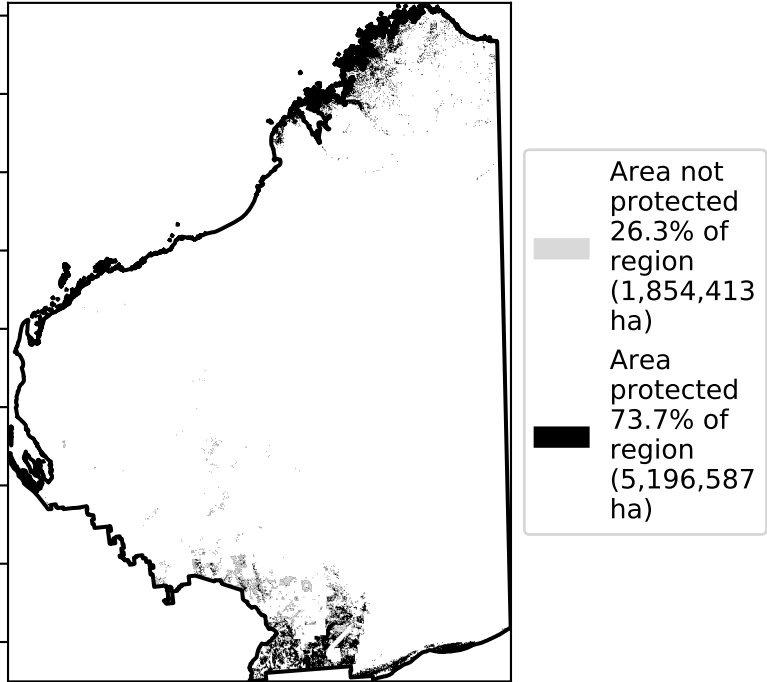 Area not
protected
26.3% of
region
(1,854,413
ha)
Area
protected
73.7% of
region
(5,196,587
ha)